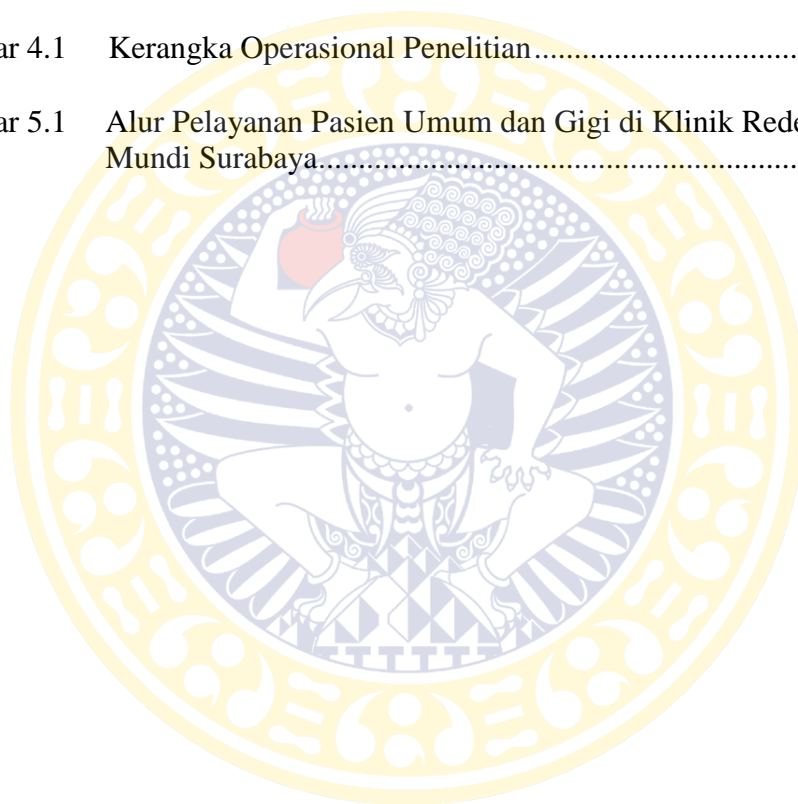 ar 4.1 Kerangka Operasional Penelitian....................................
ar 5.1 Alur Pelayanan Pasien Umum dan Gigi di Klinik Rede
Mundi Surabaya................................................................